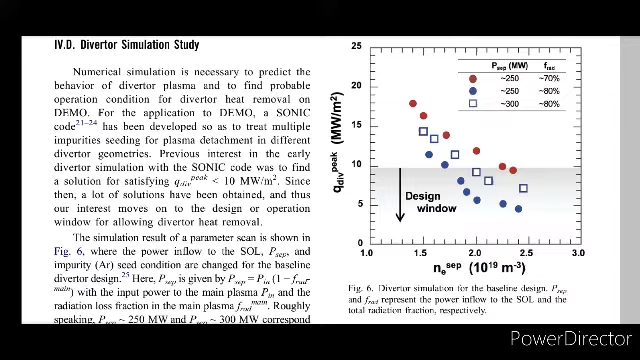 IV.D. Divertor Simulation Study
Numerical simulation is necessary to predict the
behavior of divertor plasma and to find probable
operation condition for divertor heat removal on
DEMO. For the application to DEMO, a SONIC
code21–24 has been developed so as to treat multiple
impurities seeding for plasma detachment in different
divertor geometries. Previous interest in the early
divertor simulation with the SONIC code was to find
a solution for satisfying qdiv^peak < 10 MW/m2. Since
then, a lot of solutions have been obtained, and thus
our interest moves on to the design or operation
window for allowing divertor heat removal.
The simulation result of a parameter scan is shown in
Fig. 6, where the power inflow to the SOL, Psep,
and impurity (Ar) seed condition are changed for the baseline
divertor design.25 Here, Psep is given by Psep = Pin (1 − frad-
main) with the input power to the main plasma Pin and
the radiation loss fraction in the main plasma frad^main. Roughly
speaking, Psep ~ 250 MW and Psep ~ 300 MW correspond
25
20
15
10
5
0
qdiv^peak (MW/m2)
Psep (MW) frad
~250 ~70%
~250 ~80%
~300 ~80%
Design
window
1.0 1.5 2.0 2.5 3.0
ne^sep (10^19 m-3)
Fig. 6. Divertor simulation for the baseline design. Psep
and frad represent the power inflow to the SOL and the
total radiation fraction, respectively.
PowerDirector